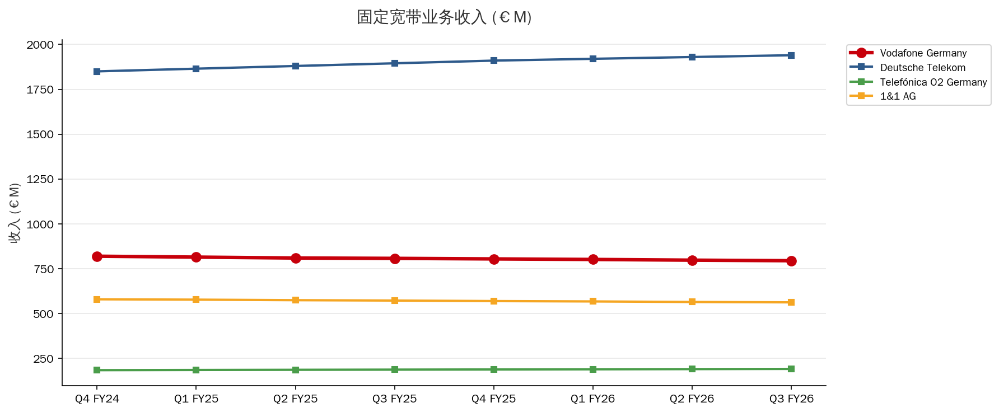 固定宽带业务收入 (€ M)
收入 (€ M)
2000
1750
1500
1250
1000
750
500
250
Q4 FY24
Q1 FY25
Q2 FY25
Q3 FY25
Q4 FY25
Q1 FY26
Q2 FY26
Q3 FY26
Vodafone Germany
Deutsche Telekom
Telefónica O2 Germany
1&1 AG